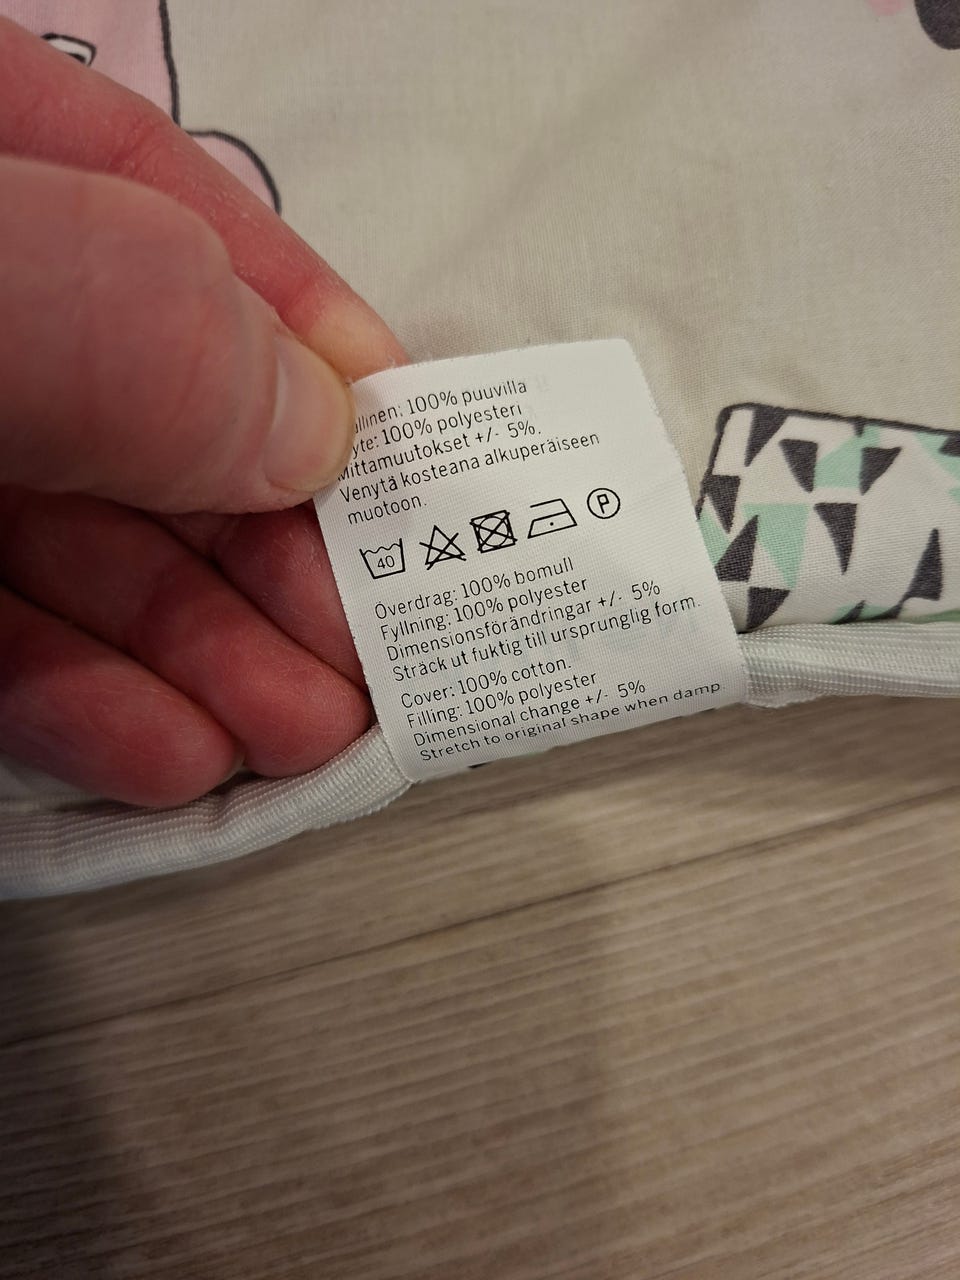 100% puuvilla
100% polyesteri
Mittamuutokset +/- 5%.
Venytä kosteana alkuperäiseen
muotoon.
40 P
Överdrag: 100% bomull
Fyllning: 100% polyester
Dimensionsförändringar +/- 5%
Sträck ut fuktig till ursprunglig form.
Cover: 100% cotton.
Filling: 100% polyester
Dimensional change +/- 5%
Stretch to original shape when damp.